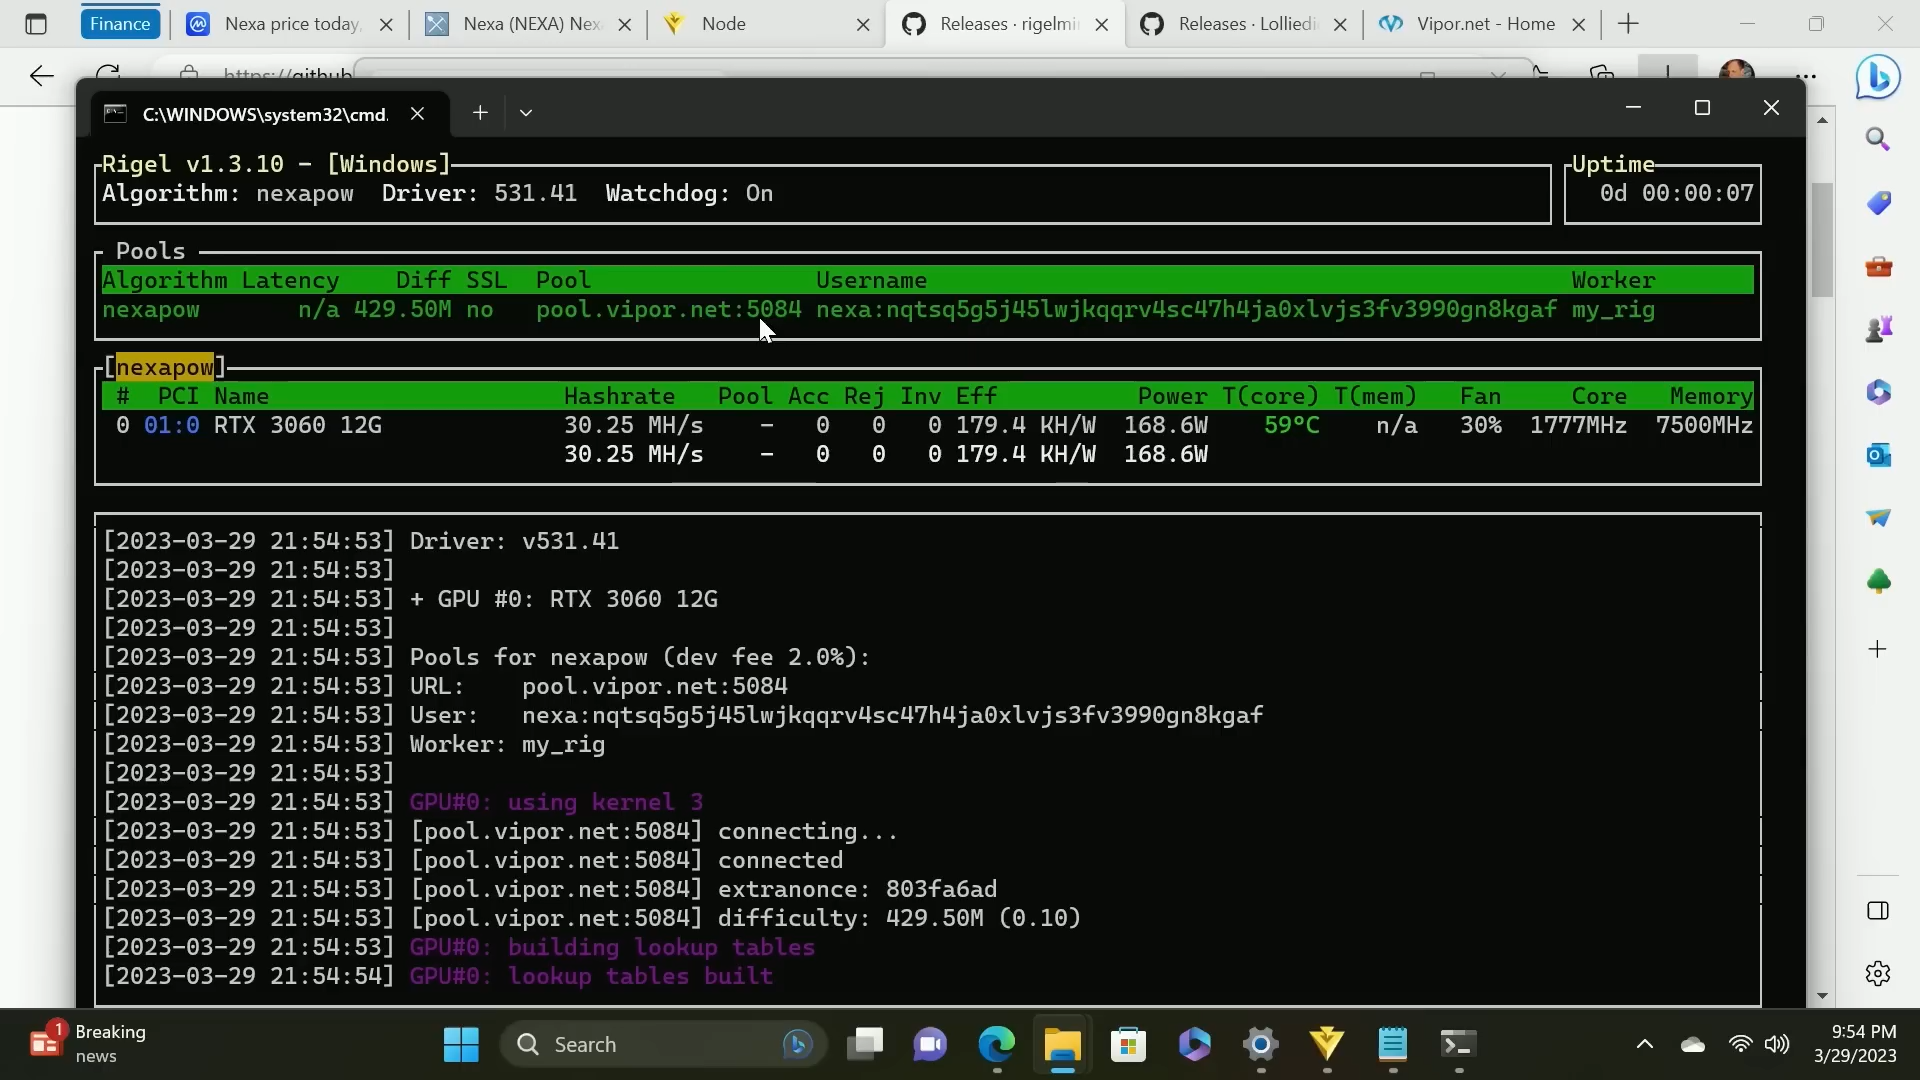 Finance
Nexa price today,
Nexa (NEXA) Nex
Node
Releases · rigelmi
Releases · Lolliedi
Vipor.net - Home
https://github
C:\WINDOWS\system32\cmd.
Rigel v1.3.10 - [Windows]
Uptime
Algorithm: nexapow Driver: 531.41 Watchdog: On
0d 00:00:07
Pools
Algorithm Latency Diff SSL Pool Username Worker
nexapow n/a 429.50M no pool.vipor.net:5084 nexa:nqtsq5g5j45lwjkqqrv4sc47h4ja0xlvjs3fv3990gn8kgaf my_rig
[nexapow]
# PCI Name Hashrate Pool Acc Rej Inv Eff Power T(core) T(mem) Fan Core Memory
0 01:0 RTX 3060 12G 30.25 MH/s - 0 0 0 179.4 KH/W 168.6W 59°C n/a 30% 1777MHz 7500MHz
30.25 MH/s - 0 0 0 179.4 KH/W 168.6W
[2023-03-29 21:54:53] Driver: v531.41
[2023-03-29 21:54:53]
[2023-03-29 21:54:53] + GPU #0: RTX 3060 12G
[2023-03-29 21:54:53]
[2023-03-29 21:54:53] Pools for nexapow (dev fee 2.0%):
[2023-03-29 21:54:53] URL: pool.vipor.net:5084
[2023-03-29 21:54:53] User: nexa:nqtsq5g5j45lwjkqqrv4sc47h4ja0xlvjs3fv3990gn8kgaf
[2023-03-29 21:54:53] Worker: my_rig
[2023-03-29 21:54:53]
[2023-03-29 21:54:53] GPU#0: using kernel 3
[2023-03-29 21:54:53] [pool.vipor.net:5084] connecting...
[2023-03-29 21:54:53] [pool.vipor.net:5084] connected
[2023-03-29 21:54:53] [pool.vipor.net:5084] extranonce: 803fa6ad
[2023-03-29 21:54:53] [pool.vipor.net:5084] difficulty: 429.50M (0.10)
[2023-03-29 21:54:53] GPU#0: building lookup tables
[2023-03-29 21:54:54] GPU#0: lookup tables built
1
Breaking
news
Search
9:54 PM
3/29/2023